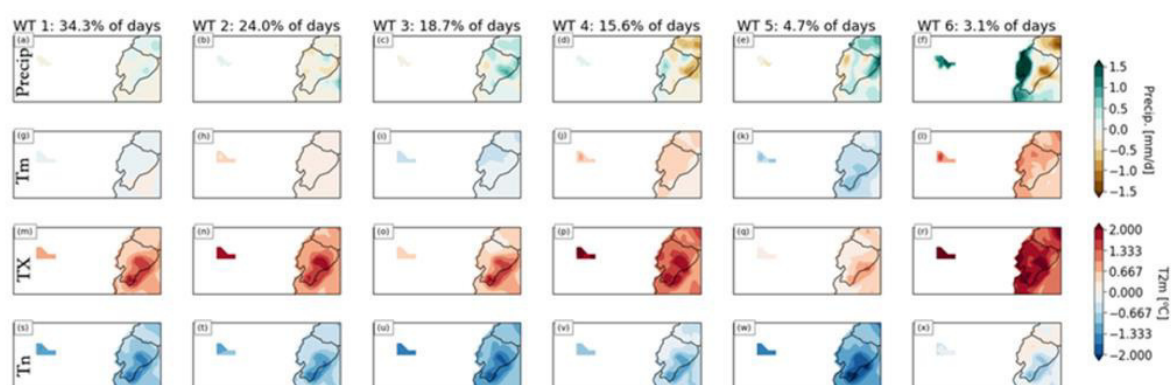 WT 1: 34.3% of days
WT 2: 24.0% of days
WT 3: 18.7% of days
WT 4: 15.6% of days
WT 5: 4.7% of days
WT 6: 3.1% of days
Precip
(a)
(b)
(c)
(d)
(e)
(f)
1.5
1.0
0.5
0.0
−0.5
−1.0
−1.5
Precip. [mm/d]
Tm
(g)
(h)
(i)
(j)
(k)
(l)
TX
(m)
(n)
(o)
(p)
(q)
(r)
2.000
1.333
0.667
0.000
−0.667
−1.333
−2.000
T2m [ºC]
Tn
(s)
(t)
(u)
(v)
(w)
(x)